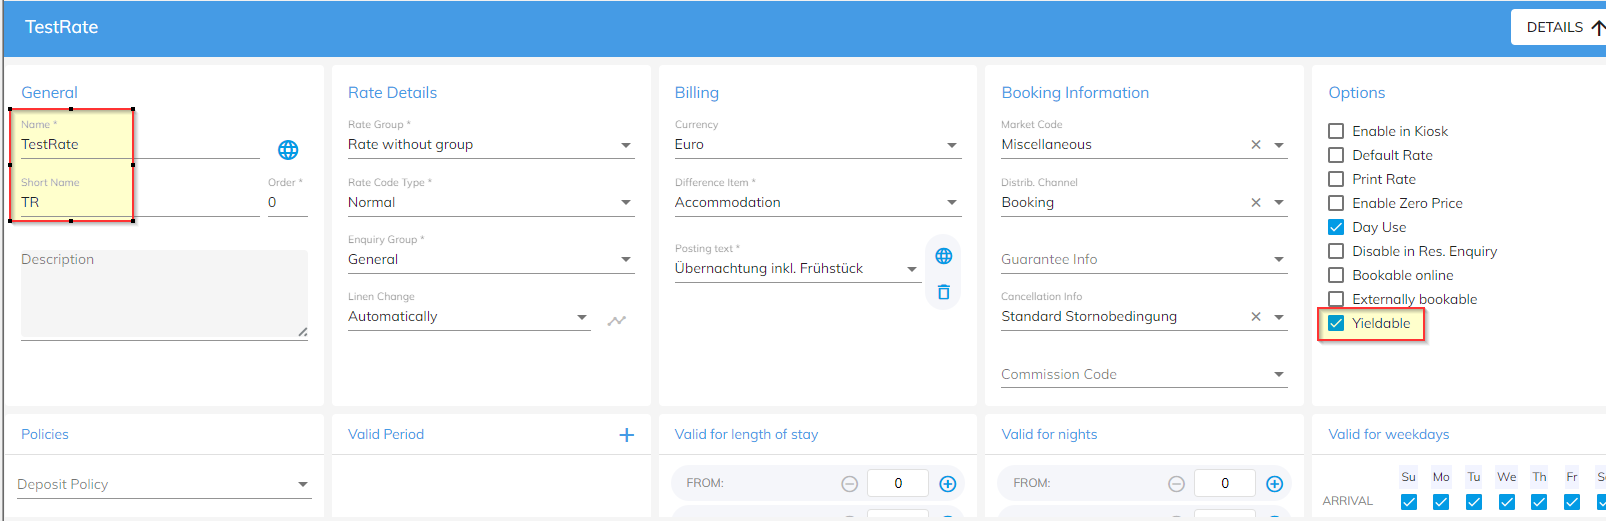 TestRate
DETAILS
General
Name *
TestRate
Short Name
Order *
TR
0
Description
Rate Details
Rate Group *
Rate without group
Rate Code Type *
Normal
Enquiry Group *
General
Linen Change
Automatically
Billing
Currency
Euro
Difference Item *
Accommodation
Posting text *
Übernachtung inkl. Frühstück
Booking Information
Market Code
Miscellaneous
Distrib. Channel
Booking
Guarantee Info
Cancellation Info
Standard Stornobedingung
Commission Code
Options
Enable in Kiosk
Default Rate
Print Rate
Enable Zero Price
Day Use
Disable in Res. Enquiry
Bookable online
Externally bookable
Yieldable
Policies
Deposit Policy
Valid Period
Valid for length of stay
FROM:
0
Valid for nights
FROM:
0
Valid for weekdays
Su Mo Tu We Th Fr
ARRIVAL